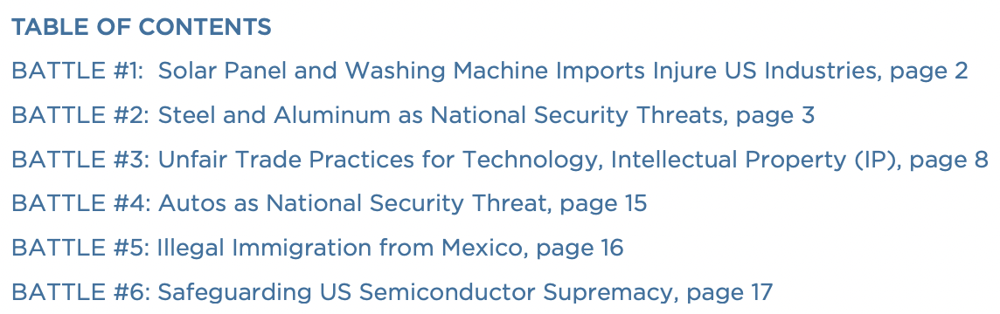 TABLE OF CONTENTS
BATTLE #1:  Solar Panel and Washing Machine Imports Injure US Industries, page 2
BATTLE #2: Steel and Aluminum as National Security Threats, page 3
BATTLE #3: Unfair Trade Practices for Technology, Intellectual Property (IP), page 8
BATTLE #4: Autos as National Security Threat, page 15
BATTLE #5: Illegal Immigration from Mexico, page 16
BATTLE #6: Safeguarding US Semiconductor Supremacy, page 17